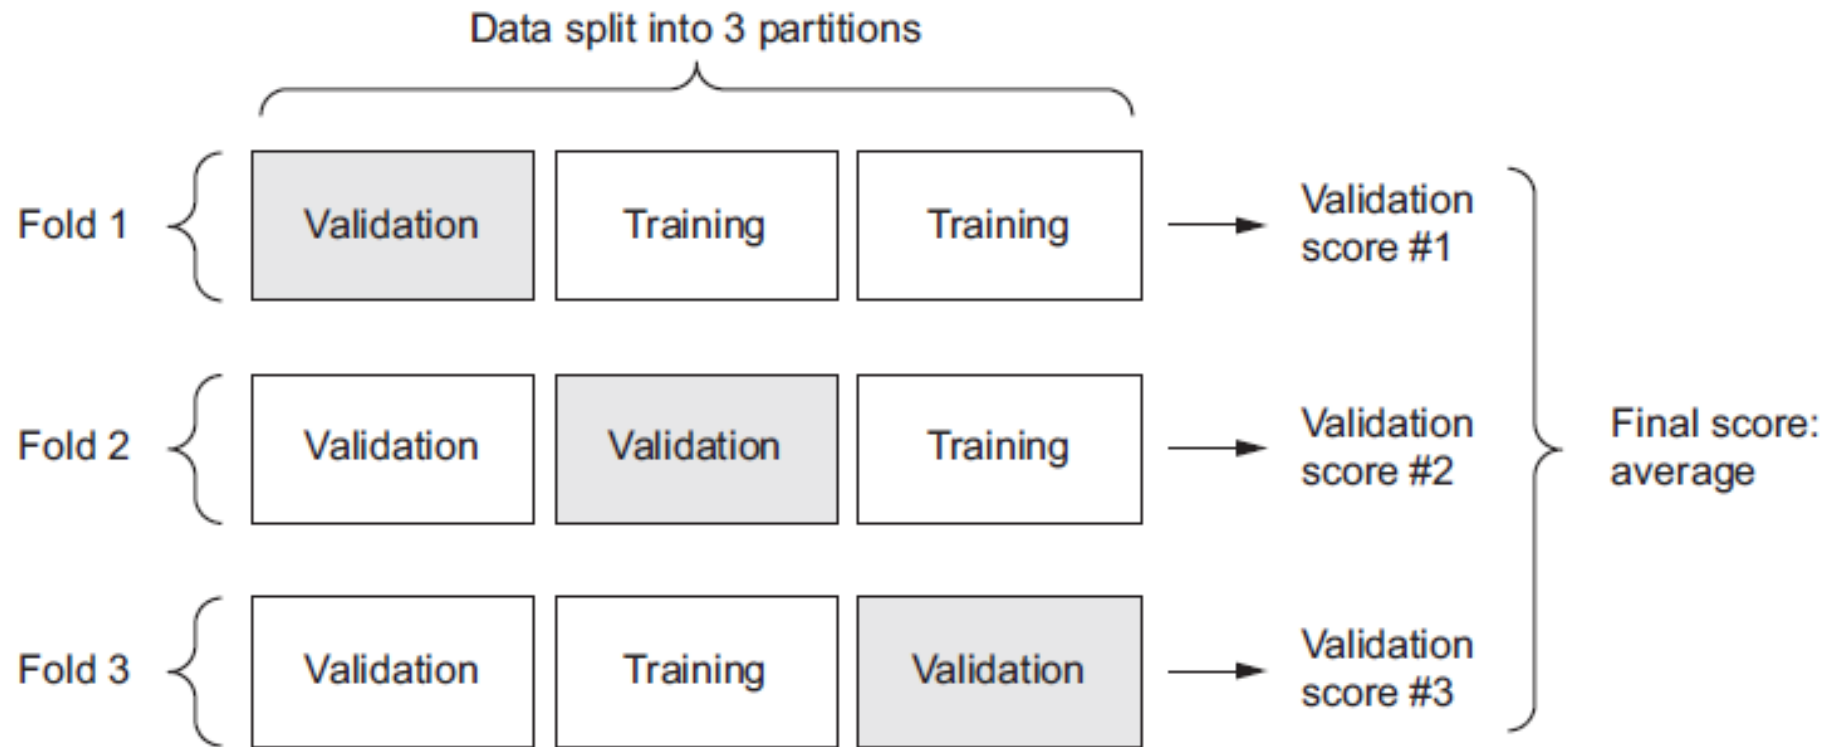 Data split into 3 partitions
Fold 1
Validation
Training
Training
Validation
score #1
Fold 2
Validation
Validation
Training
Validation
score #2
Final score:
average
Fold 3
Validation
Training
Validation
Validation
score #3